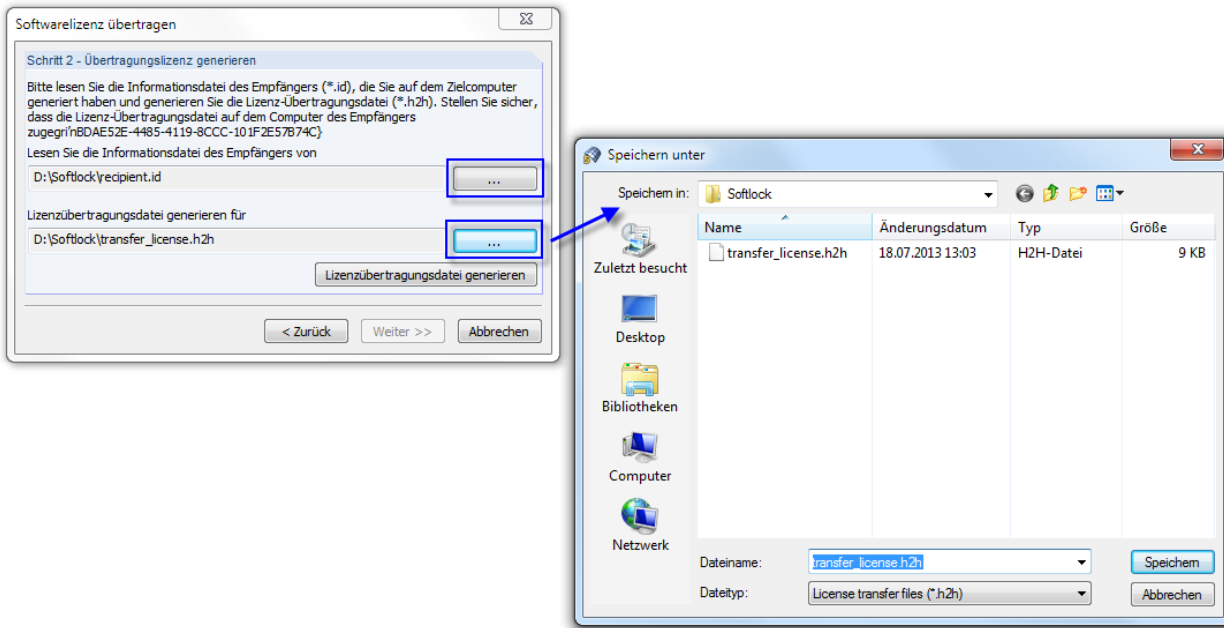 Softwarelizenz übertragen
Schritt 2 - Übertragungslizenz generieren
Bitte lesen Sie die Informationsdatei des Empfängers (*.id), die Sie auf dem Zielcomputer
generiert haben und generieren Sie die Lizenz-Übertragungsdatei (*.h2h). Stellen Sie sicher,
dass die Lizenz-Übertragungsdatei auf dem Computer des Empfängers
zugegri'nBDAE52E-4485-4119-8CCC-101F2E57B74C}
Lesen Sie die Informationsdatei des Empfängers von
D:\Softlock\recipient.id
...
Lizenzübertragungsdatei generieren für
D:\Softlock\transfer_license.h2h
...
Lizenzübertragungsdatei generieren
< Zurück
Weiter >>
Abbrechen
Speichern unter
Speichern in:
Softlock
Name
Änderungsdatum
Typ
Größe
transfer_license.h2h
18.07.2013 13:03
H2H-Datei
9 KB
Zuletzt besucht
Desktop
Bibliotheken
Computer
Netzwerk
Dateiname:
transfer_license.h2h
Speichern
Dateityp:
License transfer files (*.h2h)
Abbrechen